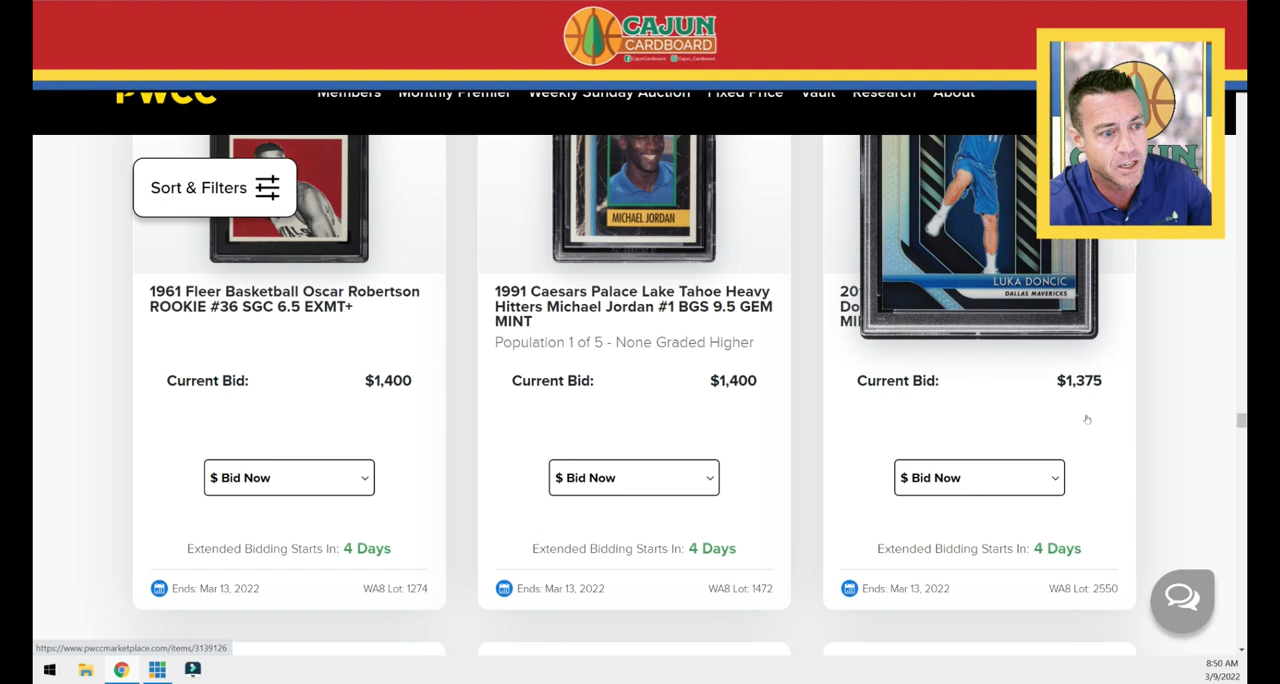 CAJUN
CARDBOARD
CajunCardboard Cajun_Cardboard
PWCC
Members Monthly Premier Weekly Sunday Auction Fixed Price Vault Research About
Sort & Filters
MICHAEL JORDAN
LUKA DONCIC
DALLAS MAVERICKS
1961 Fleer Basketball Oscar Robertson
ROOKIE #36 SGC 6.5 EXMT+
1991 Caesars Palace Lake Tahoe Heavy
Hitters Michael Jordan #1 BGS 9.5 GEM
MINT
Population 1 of 5 - None Graded Higher
20
Do
MI
Current Bid: $1,400
Current Bid: $1,400
Current Bid: $1,375
$ Bid Now
$ Bid Now
$ Bid Now
Extended Bidding Starts In: 4 Days
Extended Bidding Starts In: 4 Days
Extended Bidding Starts In: 4 Days
Ends: Mar 13, 2022 WA8 Lot: 1274
Ends: Mar 13, 2022 WA8 Lot: 1472
Ends: Mar 13, 2022 WA8 Lot: 2550
https://www.pwccmarketplace.com/items/3139126
8:50 AM
3/9/2022